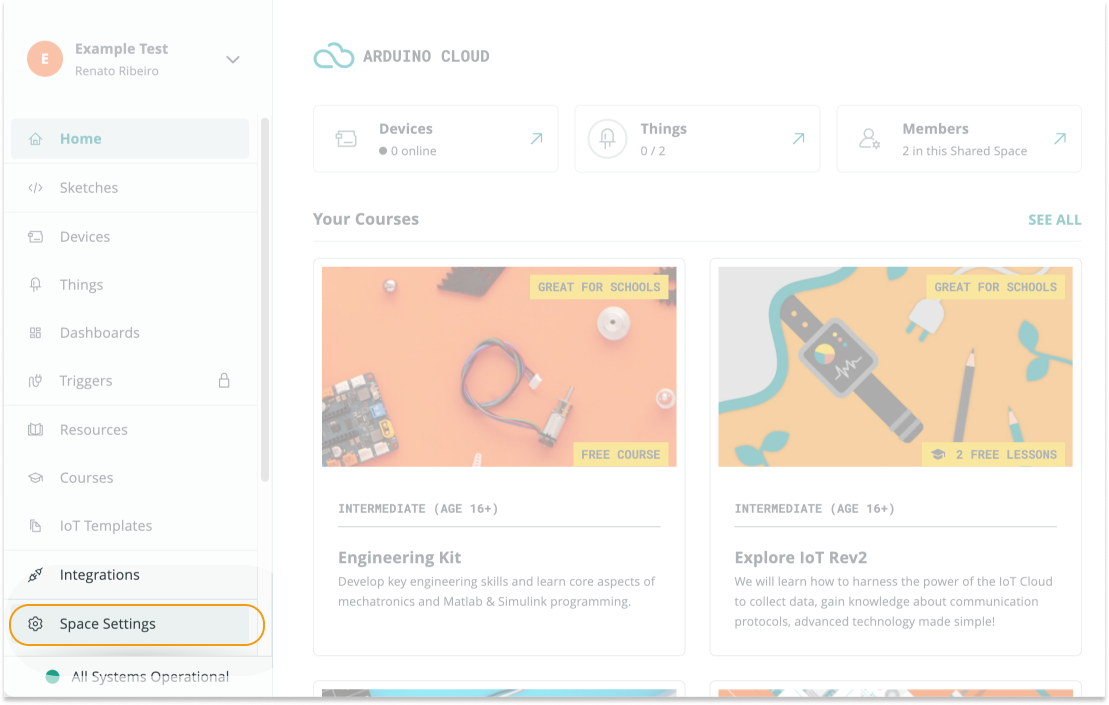 E
Example Test
Renato Ribeiro
Home
Sketches
Devices
Things
Dashboards
Triggers
Resources
Courses
IoT Templates
Integrations
Space Settings
All Systems Operational
ARDUINO CLOUD
Devices
0 online
Things
0 / 2
Members
2 in this Shared Space
Your Courses
SEE ALL
GREAT FOR SCHOOLS
FREE COURSE
INTERMEDIATE (AGE 16+)
Engineering Kit
Develop key engineering skills and learn core aspects of
mechatronics and Matlab & Simulink programming.
GREAT FOR SCHOOLS
2 FREE LESSONS
INTERMEDIATE (AGE 16+)
Explore IoT Rev2
We will learn how to harness the power of the IoT Cloud
to collect data, gain knowledge about communication
protocols, advanced technology made simple!